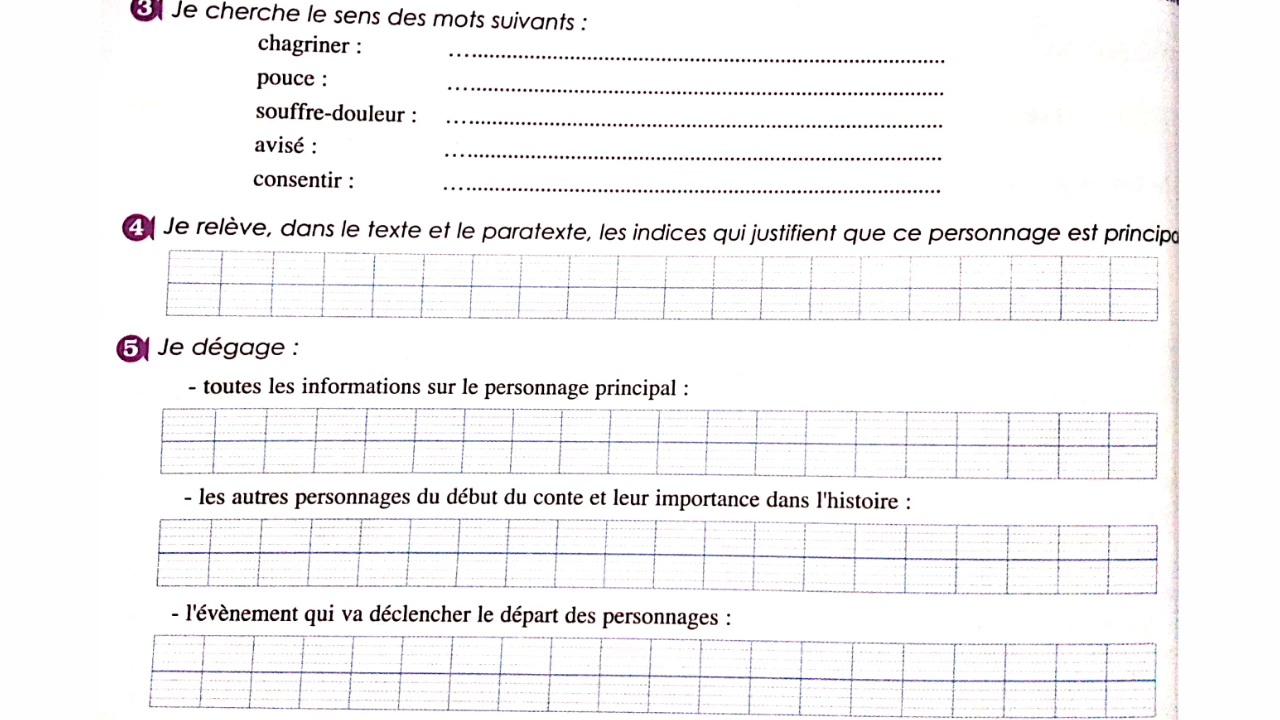 3 Je cherche le sens des mots suivants :
chagriner : ........................................................................
pouce : ........................................................................
souffre-douleur : ........................................................................
avisé : ........................................................................
consentir : ........................................................................
4 Je relève, dans le texte et le paratexte, les indices qui justifient que ce personnage est principa
5 Je dégage :
- toutes les informations sur le personnage principal :
- les autres personnages du début du conte et leur importance dans l'histoire :
- l'évènement qui va déclencher le départ des personnages :